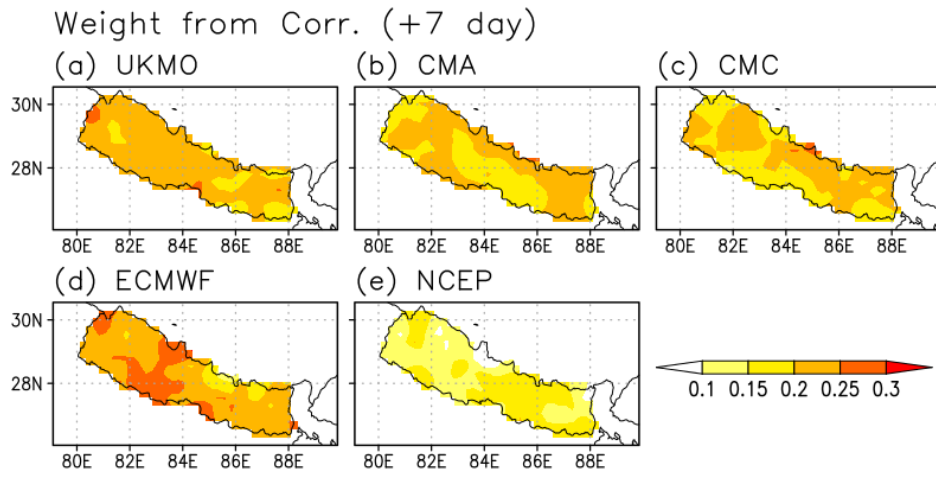 Weight from Corr. (+7 day)
(a) UKMO
(b) CMA
(c) CMC
30N
28N
80E 82E 84E 86E 88E
80E 82E 84E 86E 88E
80E 82E 84E 86E 88E
(d) ECMWF
(e) NCEP
30N
28N
80E 82E 84E 86E 88E
80E 82E 84E 86E 88E
0.1 0.15 0.2 0.25 0.3